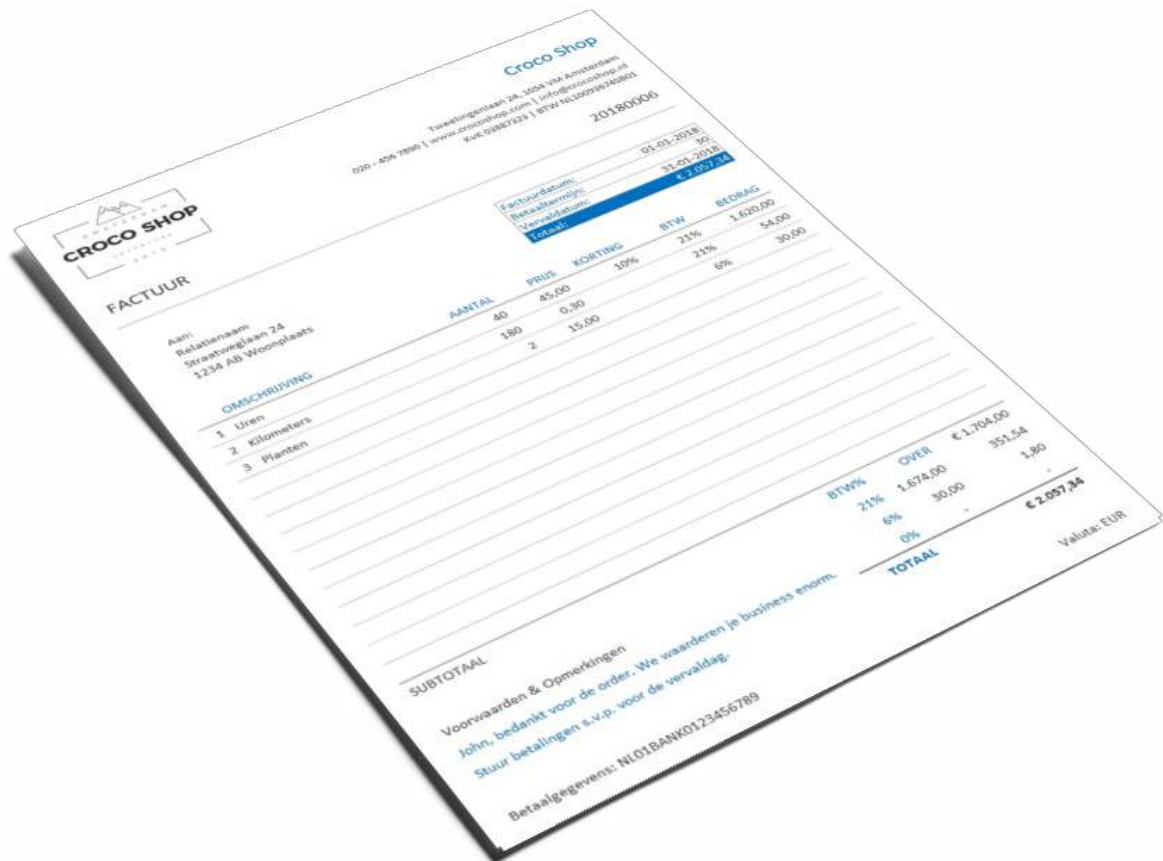 Croco Shop
Tweelingenlaan 24, 1054 VM Amsterdam
020 - 456 7890 | www.crocoshop.com | info@crocoshop.nl
AMSTERDAM
CROCO SHOP
FACTUUR 20180006
Aan:
Relatienaam
Straatweglaan 24
1234 AB Woonplaats
Factuurdatum: 01-01-2018
Betaaltermijn: 30
Vervaldatum: 31-01-2018
Totaal: € 2.057,34
OMSCHRIJVING AANTAL PRIJS KORTING BTW BEDRAG
1 Uren 40 45,00 10% 21% 1.620,00
2 Kilometers 180 0,30 21% 54,00
3 Planten 2 15,00 6% 30,00
SUBTOTAAL BTW% OVER € 1.704,00
21% 1.674,00 351,54
6% 30,00 1,80
0% - -
TOTAAL € 2.057,34
Valuta: EUR
Voorwaarden & Opmerkingen
John, bedankt voor de order. We waarderen je business enorm.
Stuur betalingen s.v.p. voor de vervaldag.
Betaalgegevens: NL01BANK0123456789